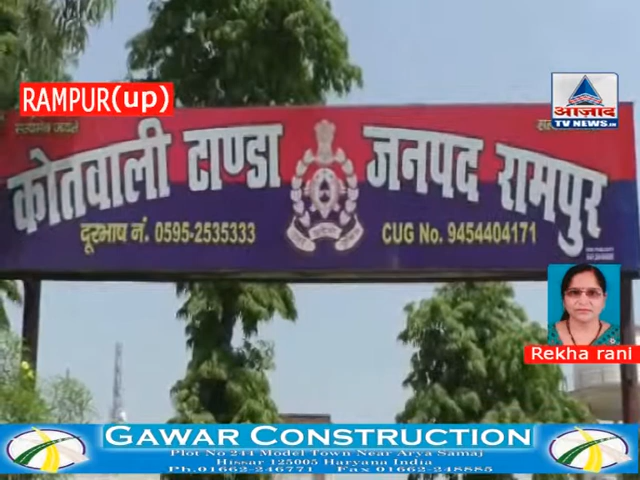 RAMPUR(up)
आज़ाद
TV NEWS.IN
सत्यमेव जयते
कोतवाली टाण्डा जनपद रामपुर
दूरभाष नं. 0595-2535333 CUG No. 9454404171
Rekha rani
GAWAR CONSTRUCTION
Plot No 244 Model Town Near Arya Samaj
Hissar 125005 Haryana India
Ph.01662-246771 Fax 01662-248885